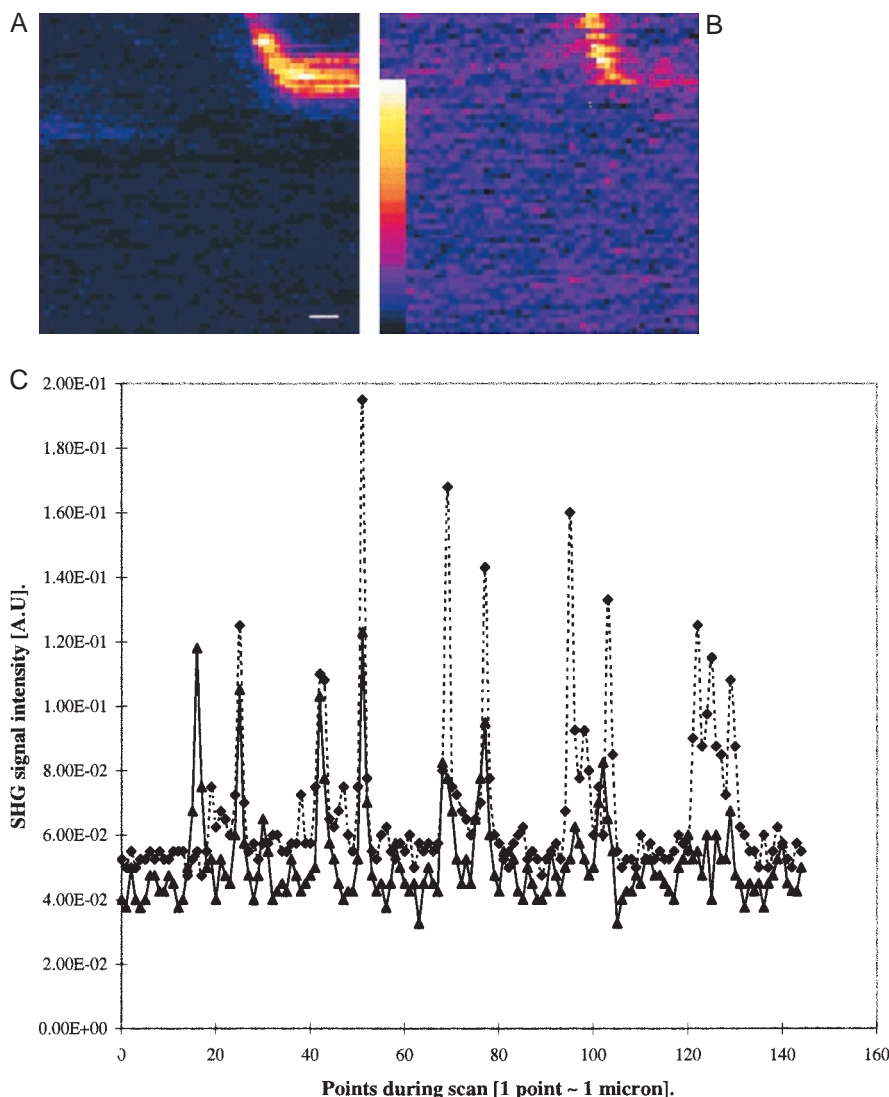 A
B
C
2.00E-01
1.80E-01
1.60E-01
1.40E-01
1.20E-01
1.00E-01
8.00E-02
6.00E-02
4.00E-02
2.00E-02
0.00E+00
SHG signal intensity [A.U].
0 20 40 60 80 100 120 140 160
Points during scan [1 point ~ 1 micron].